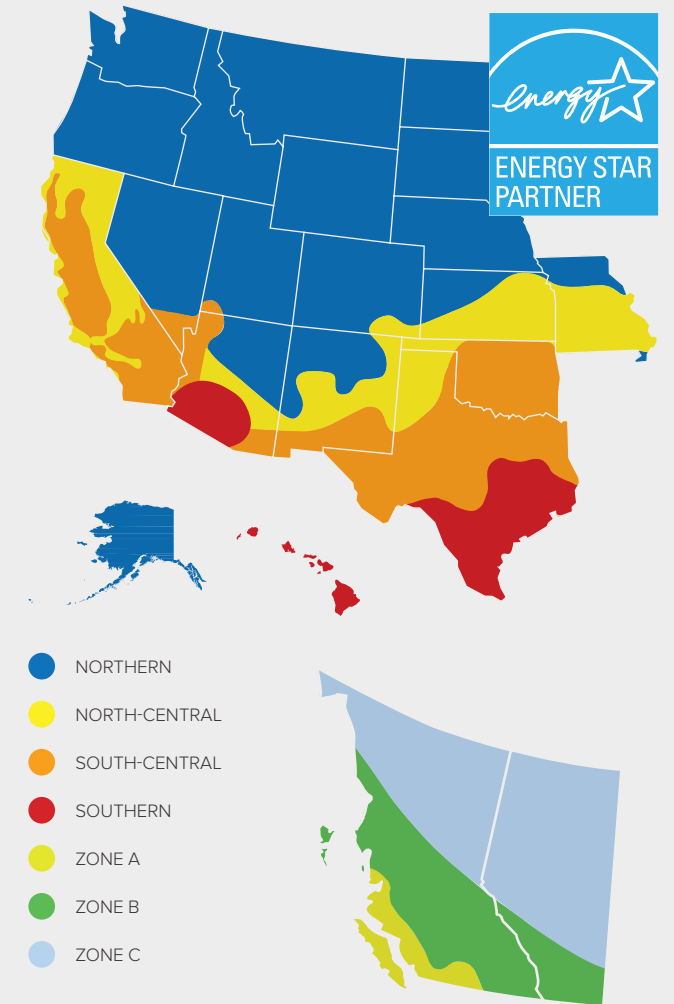 energy
ENERGY STAR
PARTNER
NORTHERN
NORTH-CENTRAL
SOUTH-CENTRAL
SOUTHERN
ZONE A
ZONE B
ZONE C